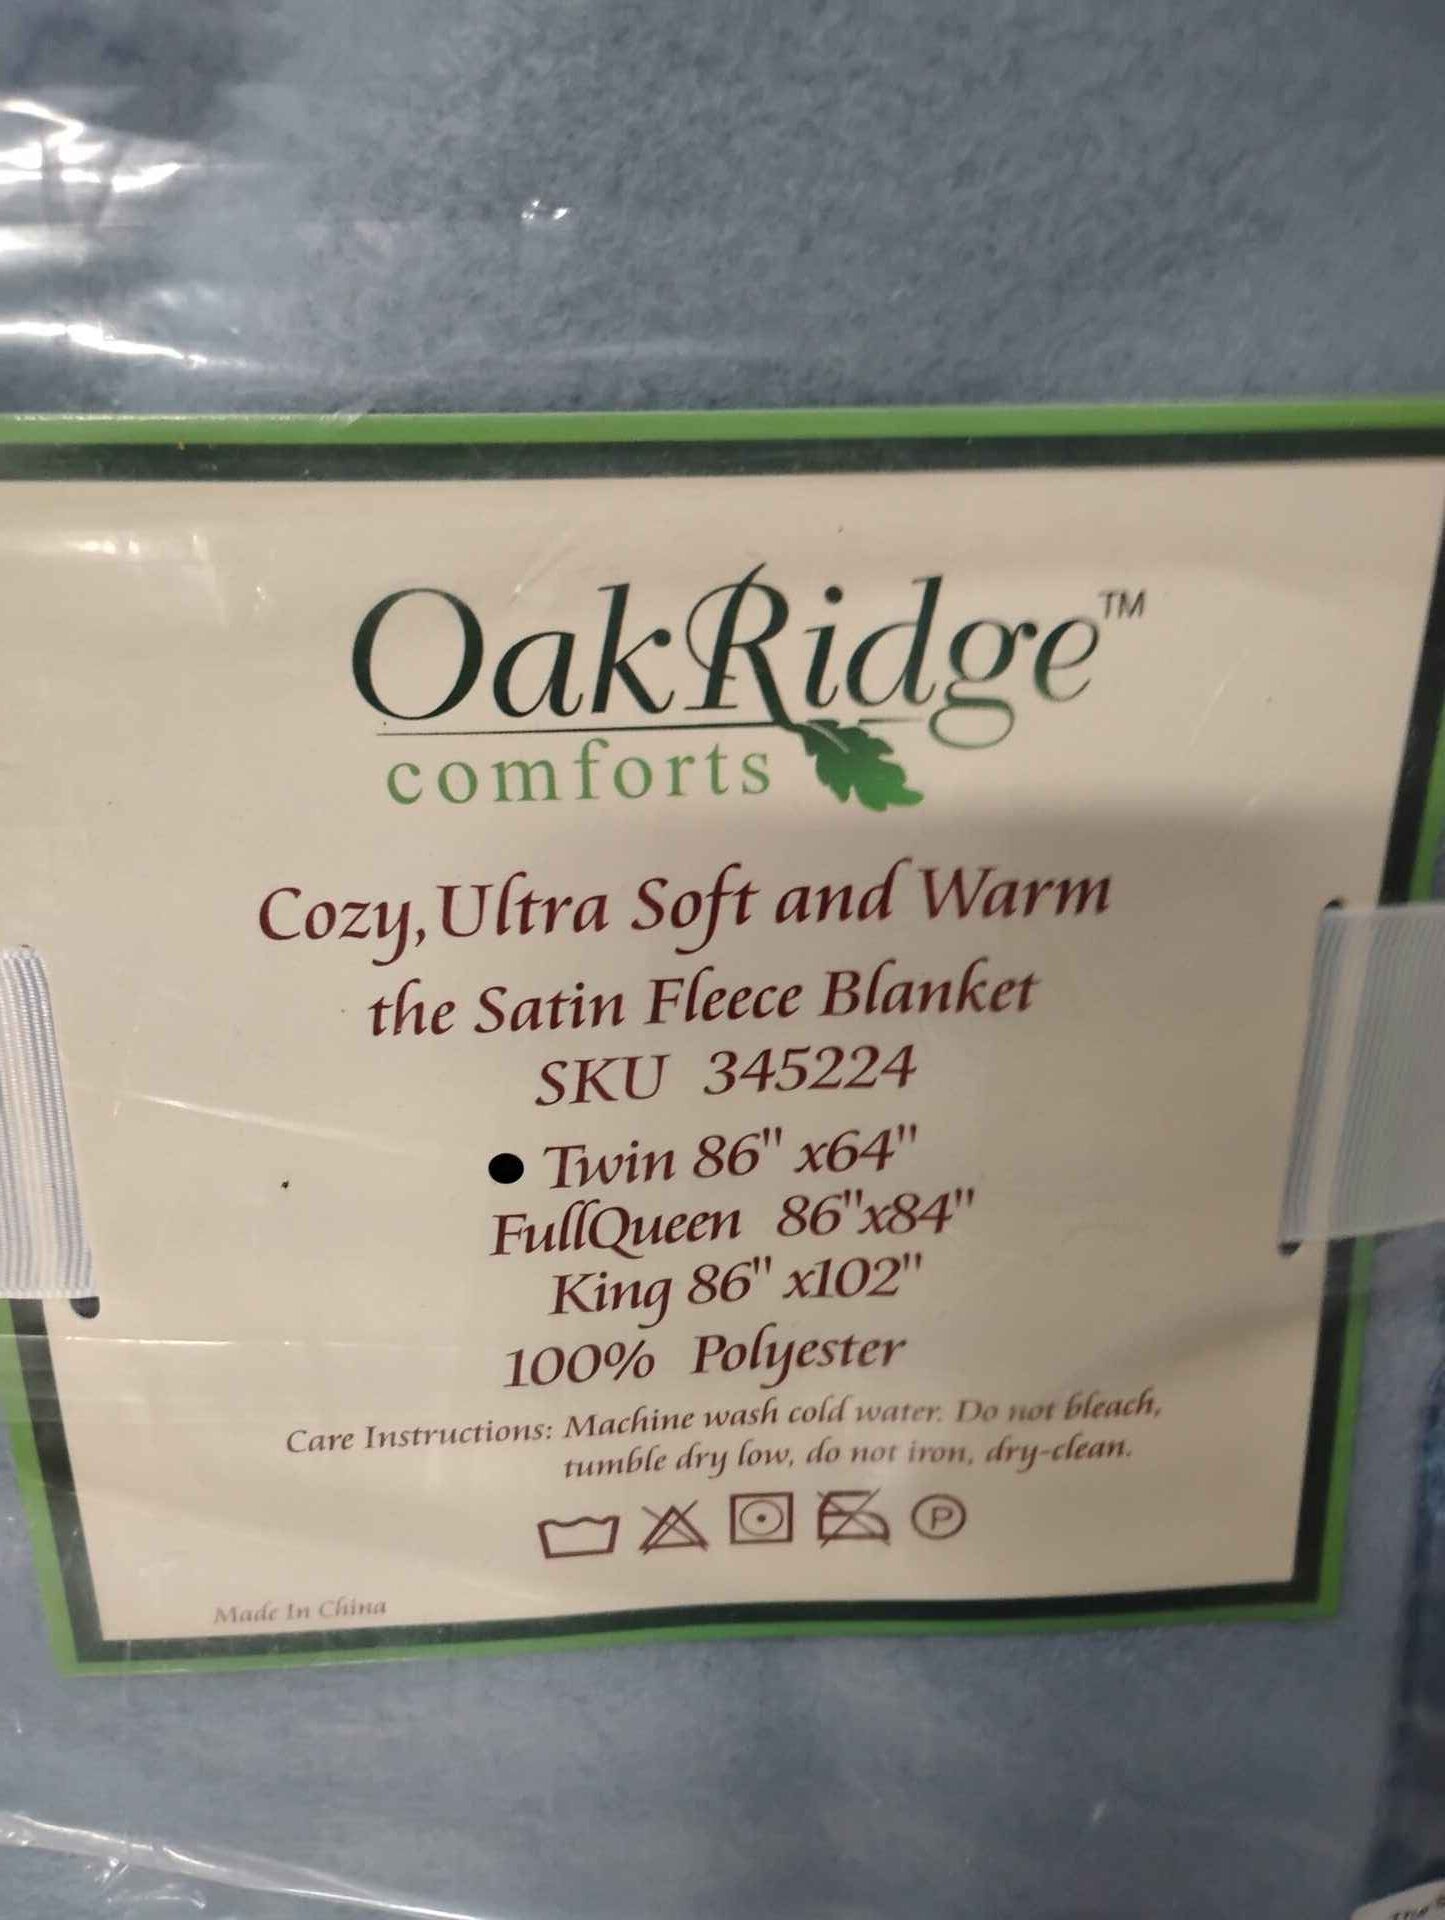 OakRidge™
comforts
Cozy, Ultra Soft and Warm
the Satin Fleece Blanket
SKU 345224
● Twin 86" x64"
FullQueen 86"x84"
King 86" x102"
100% Polyester
Care Instructions: Machine wash cold water. Do not bleach,
tumble dry low, do not iron, dry-clean.
P
Made In China